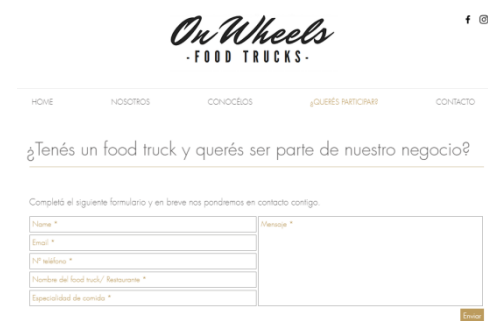 On Wheels
- FOOD TRUCKS -
HOME NOSOTROS CONOCÉLOS ¿QUERÉS PARTICIPAR? CONTACTO
¿Tenés un food truck y querés ser parte de nuestro negocio?
Completá el siguiente formulario y en breve nos pondremos en contacto contigo.
Name *
Mensaje *
Email *
Nº teléfono *
Nombre del food truck/ Restaurante *
Especialidad de comida *
Enviar